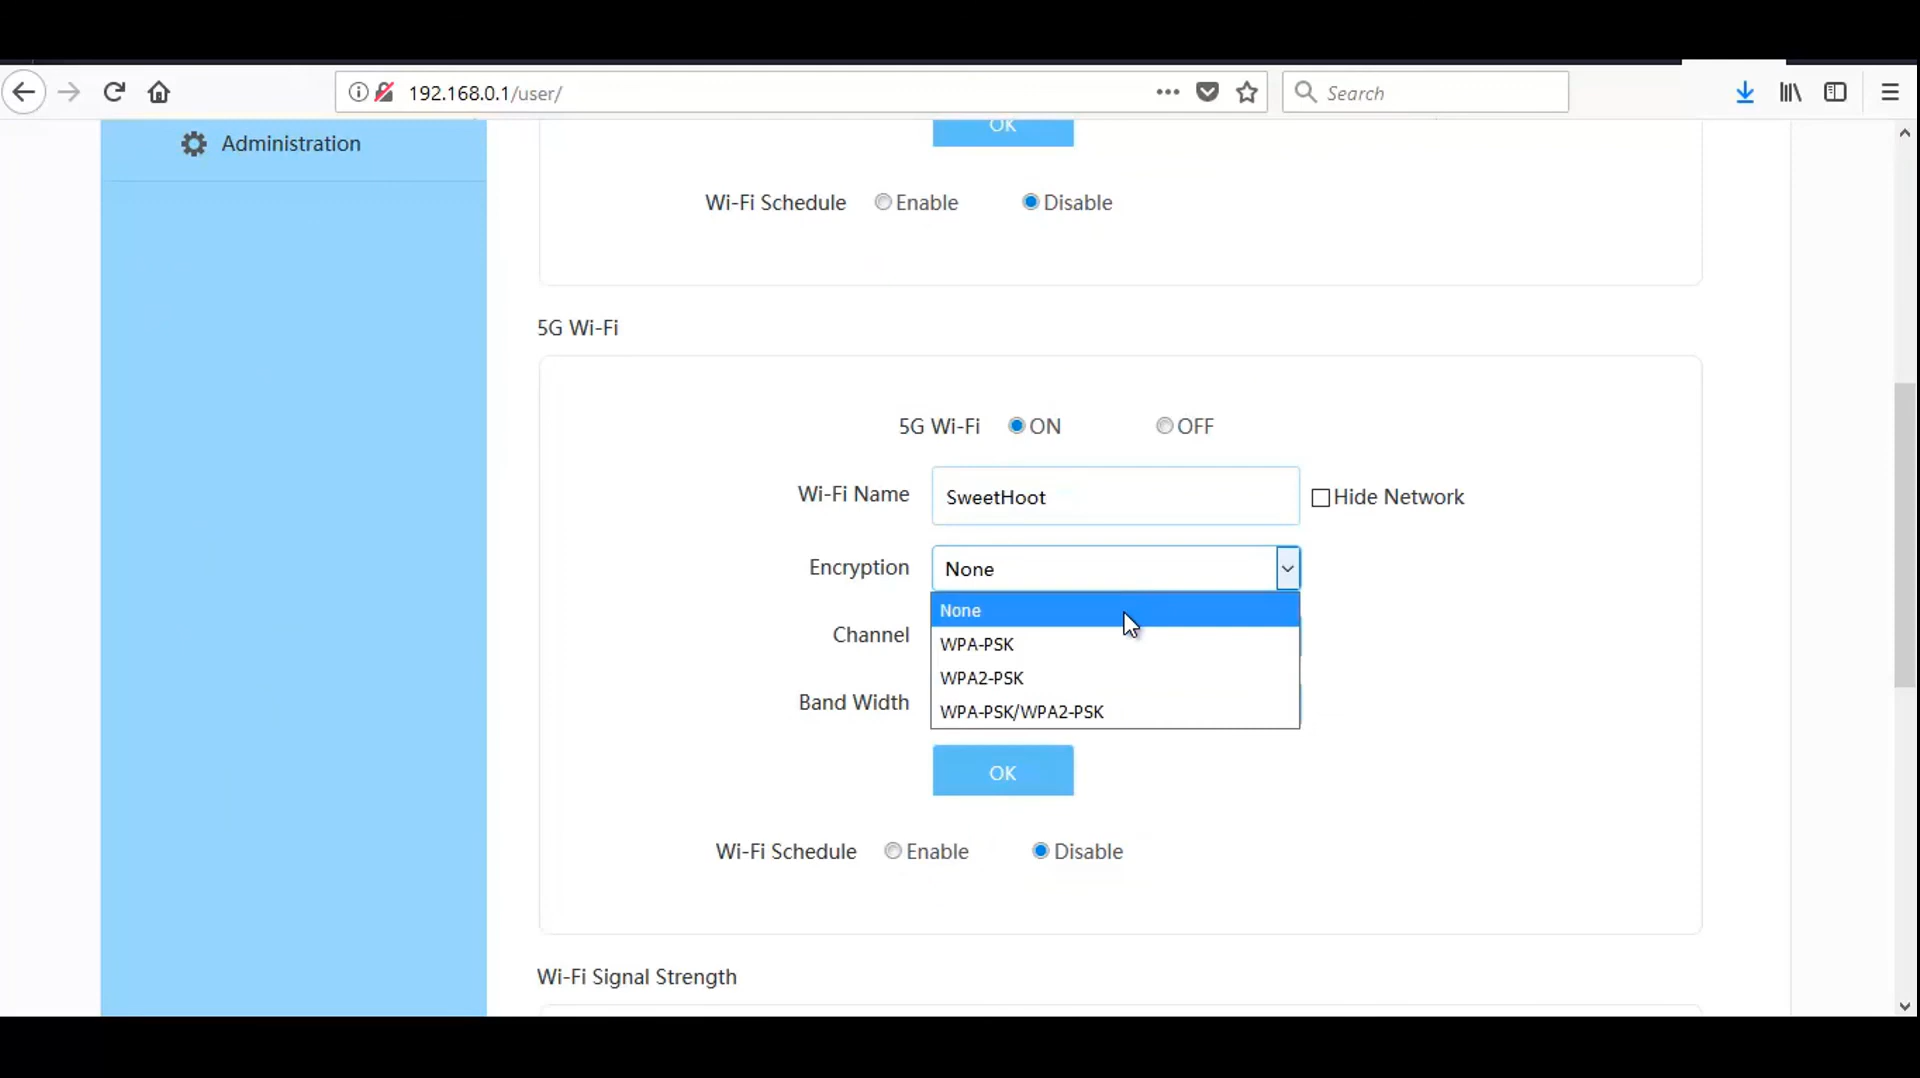 192.168.0.1/user/
Search
Administration
OK
Wi-Fi Schedule Enable Disable
5G Wi-Fi
5G Wi-Fi ON OFF
Wi-Fi Name SweetHoot Hide Network
Encryption None
None
Channel WPA-PSK
WPA2-PSK
Band Width WPA-PSK/WPA2-PSK
OK
Wi-Fi Schedule Enable Disable
Wi-Fi Signal Strength